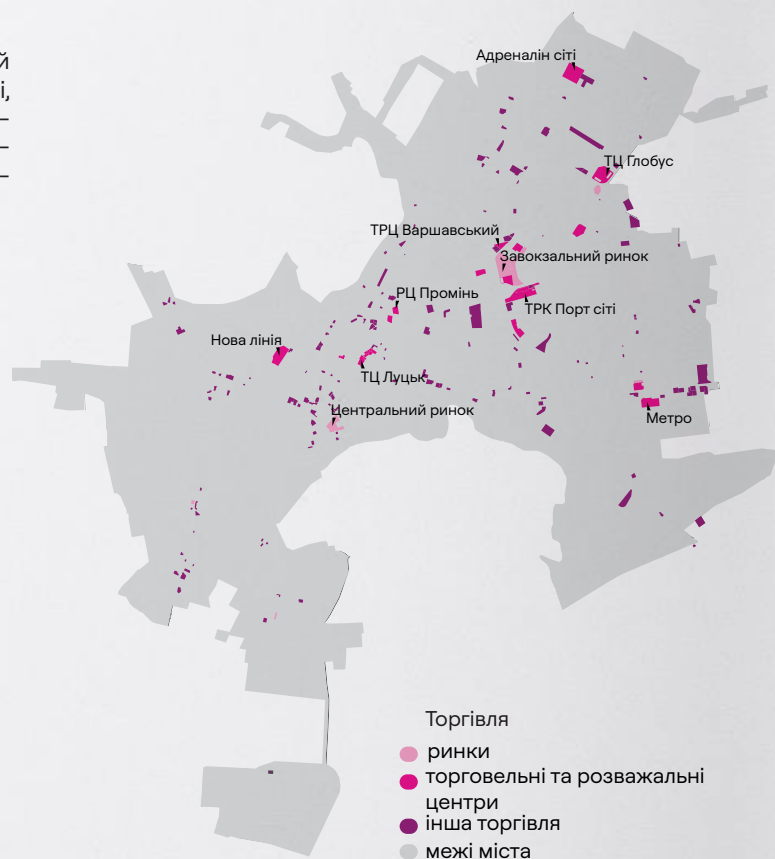 й
і,
–
–
–
Адреналін сіті
ТЦ Глобус
ТРЦ Варшавський
Завокзальний ринок
РЦ Промінь
ТРК Порт сіті
Нова лінія
ТЦ Луцьк
Центральний ринок
Метро
Торгівля
ринки
торговельні та розважальні
центри
інша торгівля
межі міста